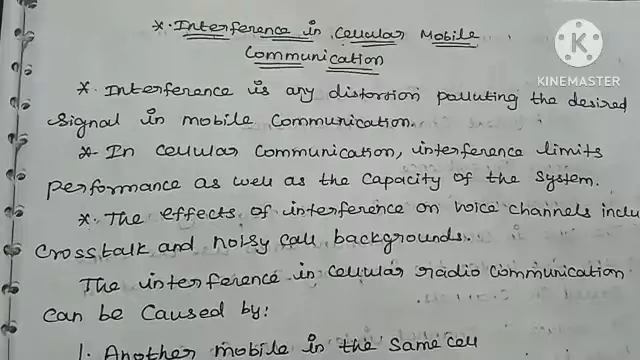 *. Interference in cellular Mobile
Communication
K
KINEMASTER
*. Interference is any distortion polluting the desired
signal in mobile communication.
*. In cellular communication, interference limits
performance as well as the capacity of the system.
*. The effects of interference on voice channels inclu
crosstalk and noisy call backgrounds.
The interference in cellular radio communication
can be caused by:
1. Another mobile in the same cell